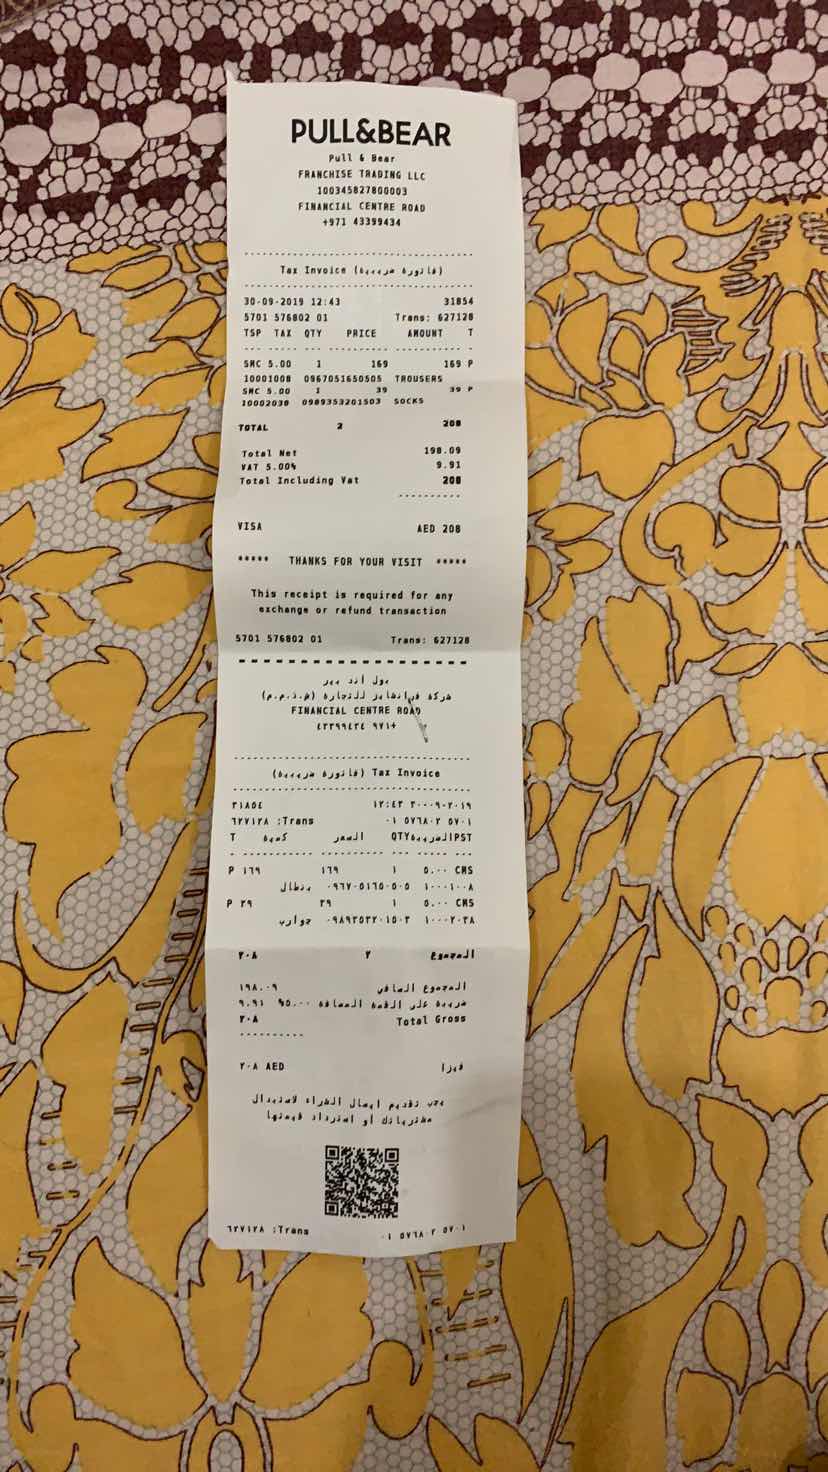 PULL&BEAR
Pull & Bear
FRANCHISE TRADING LLC
100345827800003
FINANCIAL CENTRE ROAD
+971 43399434
Tax Invoice (فاتورة ضريبية)
30-09-2019 12:43 31854
5701 576802 01 Trans: 627128
TSP TAX QTY PRICE AMOUNT T
SMC 5.00 1 169 169 P
10001008 0967051650505 TROUSERS
SMC 5.00 1 39 39 P
10002038 0989353201503 SOCKS
TOTAL 2 208
Total Net 198.09
VAT 5.00% 9.91
Total Including Vat 208
VISA AED 208
***** THANKS FOR YOUR VISIT *****
This receipt is required for any
exchange or refund transaction
5701 576802 01 Trans: 627128
بول أند بير
شركة فرانشايز للتجارة (ش.ذ.م.م)
FINANCIAL CENTRE ROAD
٤٣٣٩٩٤٣٤ ٩٧١+
(فاتورة ضريبية) Tax Invoice
٣١٨٥٤ ١٢:٤٣ ٣٠-٠٩-٢٠١٩
٦٢٧١٢٨ :Trans ٠١ ٥٧٦٨٠٢ ٥٧٠١
T كمية السعر QTYالضريبةPST
P ١٦٩ ١٦٩ ١ ٥.٠٠ CMS
بنطال ٠٩٦٧٠٥١٦٥٠٥٠٥ ١٠٠٠١٠٠٨
P ٣٩ ٣٩ ١ ٥.٠٠ CMS
جوارب ٠٩٨٩٣٥٣٢٠١٥٠٣ ١٠٠٠٢٠٣٨
٢٠٨ ٢ المجموع
١٩٨.٠٩ المجموع الصافي
٩.٩١ %٥.٠٠ ضريبة على القيمة المضافة
٢٠٨ Total Gross
٢٠٨ AED فيزا
يجب تقديم ايصال الشراء لاستبدال
مشترياتك أو استرداد قيمتها
٦٢٧١٢٨ :Trans ٠١ ٥٧٦٨٠٢ ٥٧٠١